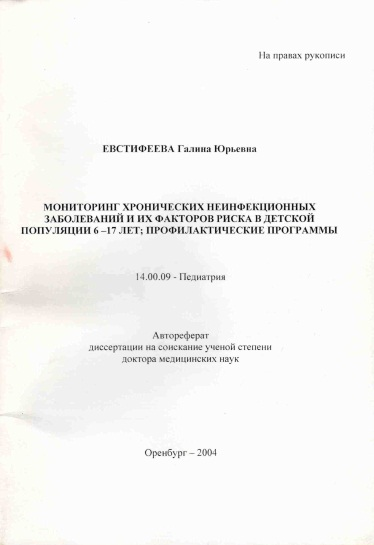 На правах рукописи
ЕВСТИФЕЕВА Галина Юрьевна
МОНИТОРИНГ ХРОНИЧЕСКИХ НЕИНФЕКЦИОННЫХ
ЗАБОЛЕВАНИЙ И ИХ ФАКТОРОВ РИСКА В ДЕТСКОЙ
ПОПУЛЯЦИИ 6 –17 ЛЕТ; ПРОФИЛАКТИЧЕСКИЕ ПРОГРАММЫ
14.00.09 - Педиатрия
Автореферат
диссертации на соискание ученой степени
доктора медицинских наук
Оренбург – 2004